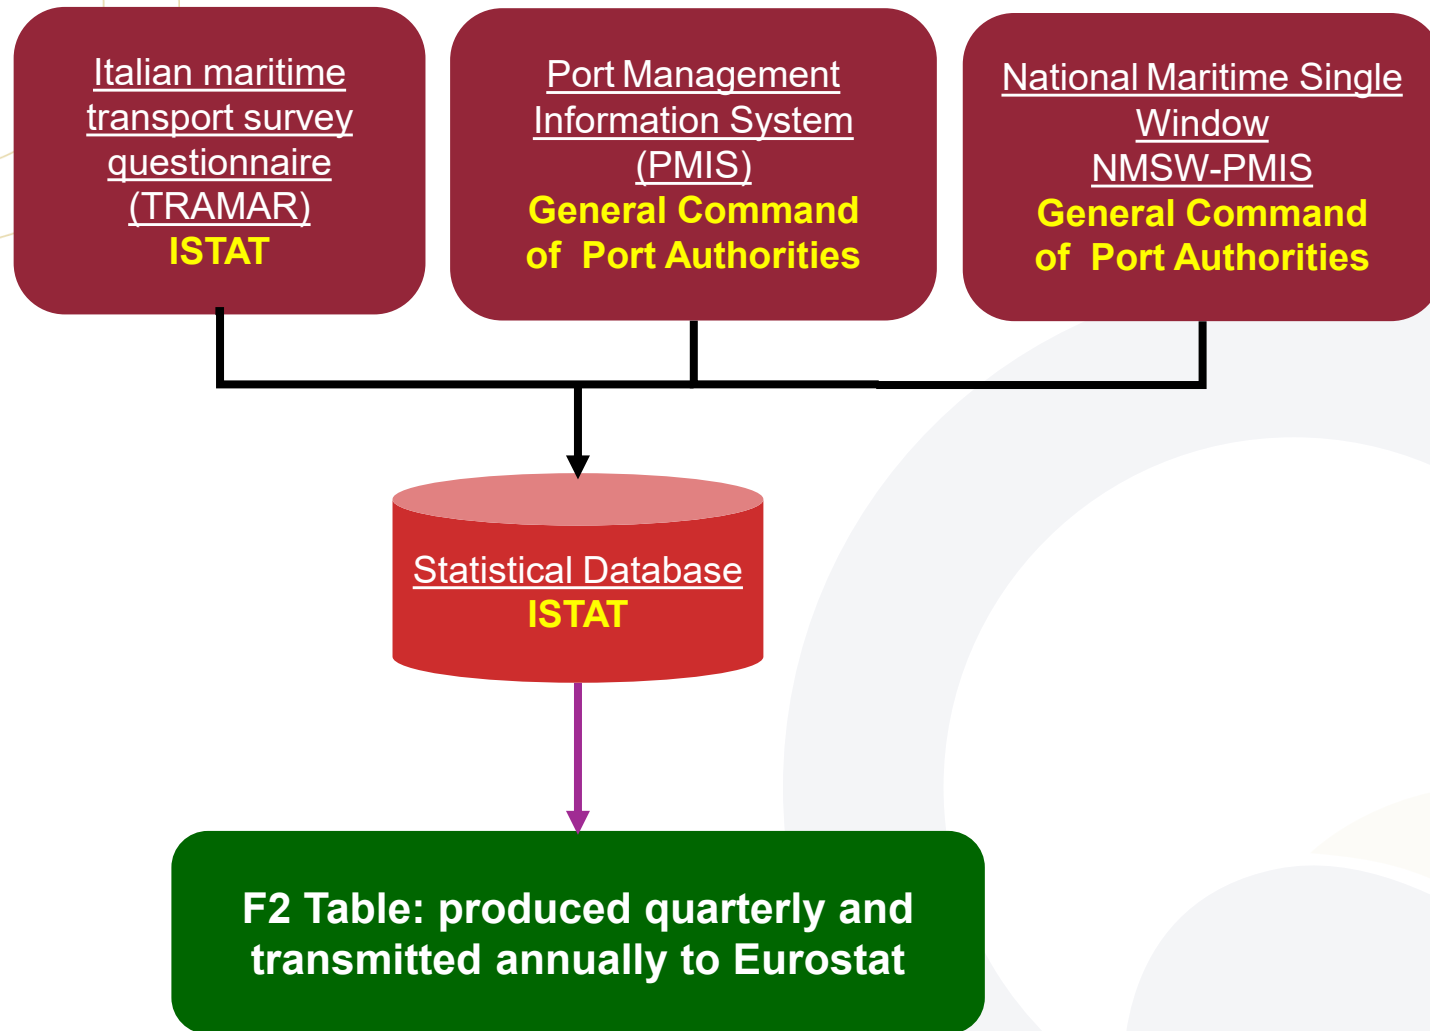 Italian maritime
transport survey
questionnaire
(TRAMAR)
ISTAT
Port Management
Information System
(PMIS)
General Command
of Port Authorities
National Maritime Single
Window
NMSW-PMIS
General Command
of Port Authorities
Statistical Database
ISTAT
F2 Table: produced quarterly and
transmitted annually to Eurostat